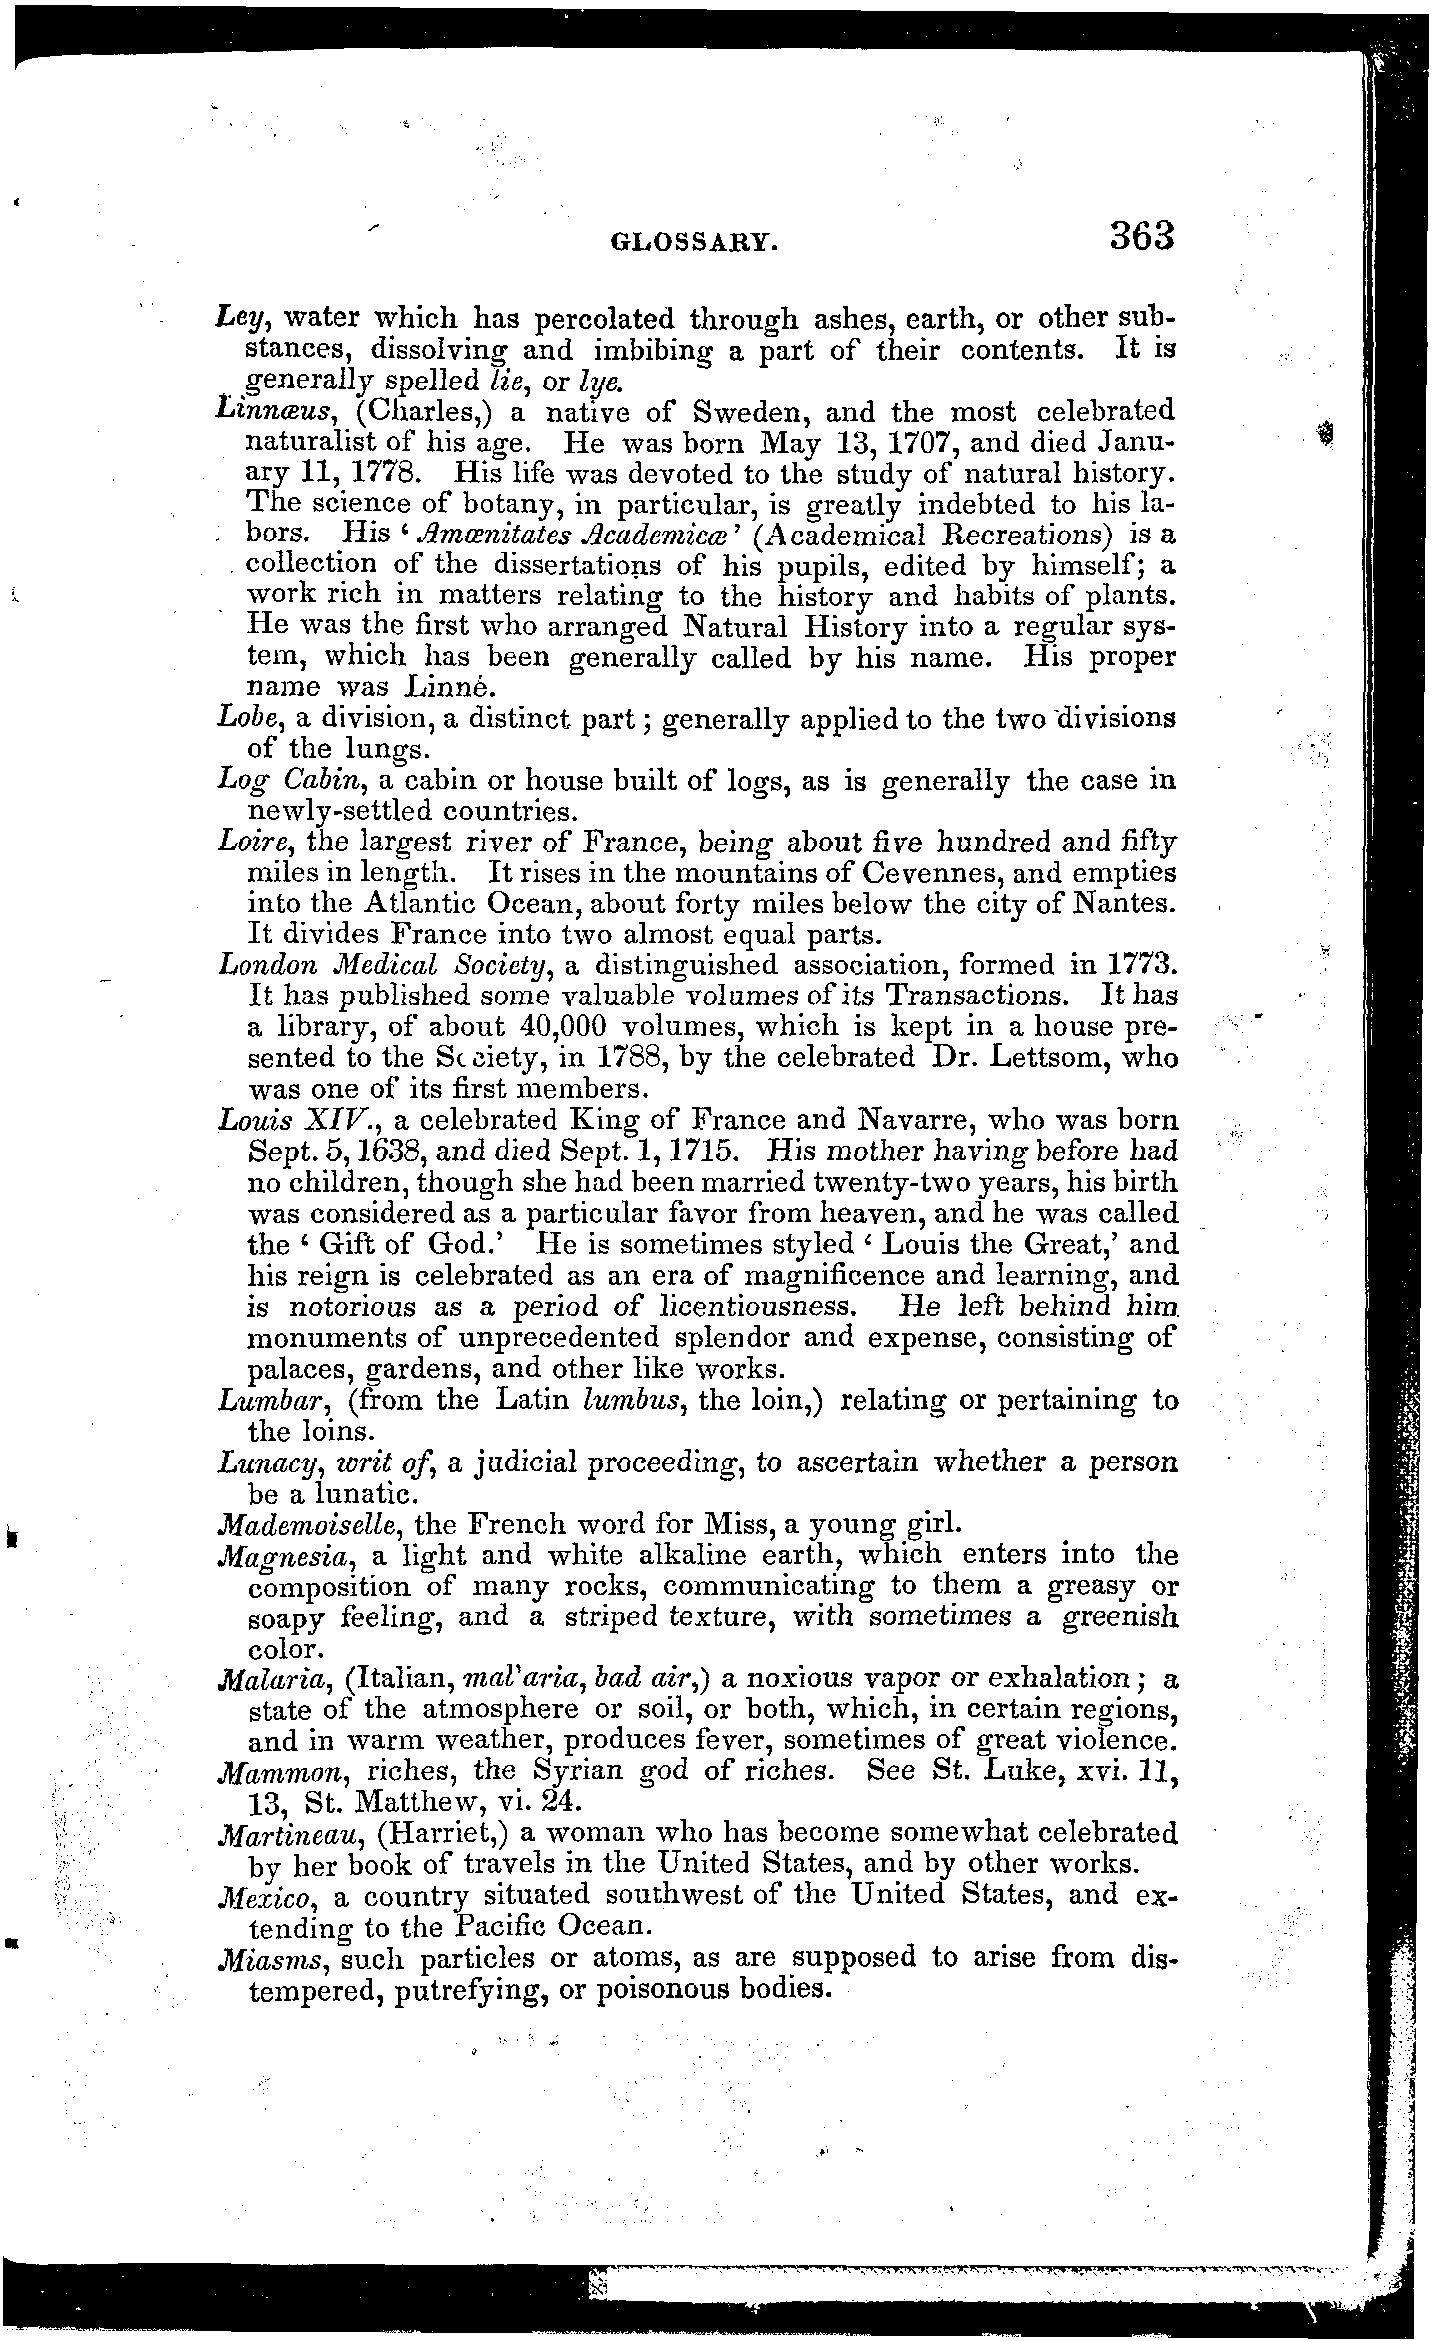 GLOSSARY. 363
Ley, water which has percolated through ashes, earth, or other sub-
stances, dissolving and imbibing a part of their contents. It is
generally spelled lie, or lye.
Linnæus, (Charles,) a native of Sweden, and the most celebrated
naturalist of his age. He was born May 13, 1707, and died Janu-
ary 11, 1778. His life was devoted to the study of natural history.
The science of botany, in particular, is greatly indebted to his la-
bors. His ‘ Amœnitates Academicæ ’ (Academical Recreations) is a
collection of the dissertations of his pupils, edited by himself; a
work rich in matters relating to the history and habits of plants.
He was the first who arranged Natural History into a regular sys-
tem, which has been generally called by his name. His proper
name was Linné.
Lobe, a division, a distinct part ; generally applied to the two divisions
of the lungs.
Log Cabin, a cabin or house built of logs, as is generally the case in
newly-settled countries.
Loire, the largest river of France, being about five hundred and fifty
miles in length. It rises in the mountains of Cevennes, and empties
into the Atlantic Ocean, about forty miles below the city of Nantes.
It divides France into two almost equal parts.
London Medical Society, a distinguished association, formed in 1773.
It has published some valuable volumes of its Transactions. It has
a library, of about 40,000 volumes, which is kept in a house pre-
sented to the Society, in 1788, by the celebrated Dr. Lettsom, who
was one of its first members.
Louis XIV., a celebrated King of France and Navarre, who was born
Sept. 5, 1638, and died Sept. 1, 1715. His mother having before had
no children, though she had been married twenty-two years, his birth
was considered as a particular favor from heaven, and he was called
the ‘ Gift of God.’ He is sometimes styled ‘ Louis the Great,’ and
his reign is celebrated as an era of magnificence and learning, and
is notorious as a period of licentiousness. He left behind him
monuments of unprecedented splendor and expense, consisting of
palaces, gardens, and other like works.
Lumbar, (from the Latin lumbus, the loin,) relating or pertaining to
the loins.
Lunacy, writ of, a judicial proceeding, to ascertain whether a person
be a lunatic.
Mademoiselle, the French word for Miss, a young girl.
Magnesia, a light and white alkaline earth, which enters into the
composition of many rocks, communicating to them a greasy or
soapy feeling, and a striped texture, with sometimes a greenish
color.
Malaria, (Italian, mal'aria, bad air,) a noxious vapor or exhalation ; a
state of the atmosphere or soil, or both, which, in certain regions,
and in warm weather, produces fever, sometimes of great violence.
Mammon, riches, the Syrian god of riches. See St. Luke, xvi. 11,
13, St. Matthew, vi. 24.
Martineau, (Harriet,) a woman who has become somewhat celebrated
by her book of travels in the United States, and by other works.
Mexico, a country situated southwest of the United States, and ex-
tending to the Pacific Ocean.
Miasms, such particles or atoms, as are supposed to arise from dis-
tempered, putrefying, or poisonous bodies.